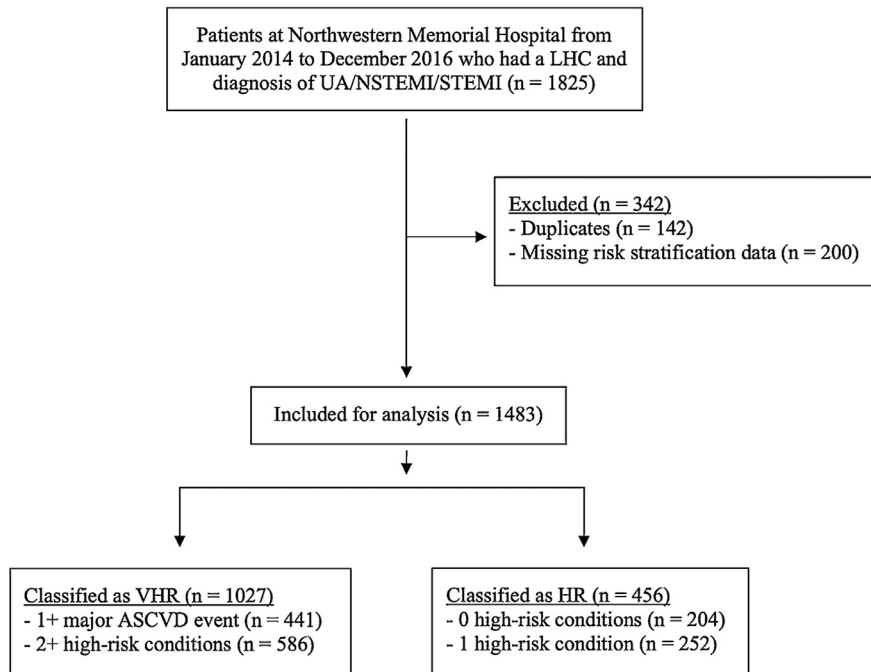 Patients at Northwestern Memorial Hospital from
January 2014 to December 2016 who had a LHC and
diagnosis of UA/NSTEMI/STEMI (n = 1825)
Excluded (n = 342)
- Duplicates (n = 142)
- Missing risk stratification data (n = 200)
Included for analysis (n = 1483)
Classified as VHR (n = 1027)
- 1+ major ASCVD event (n = 441)
- 2+ high-risk conditions (n = 586)
Classified as HR (n = 456)
- 0 high-risk conditions (n = 204)
- 1 high-risk condition (n = 252)